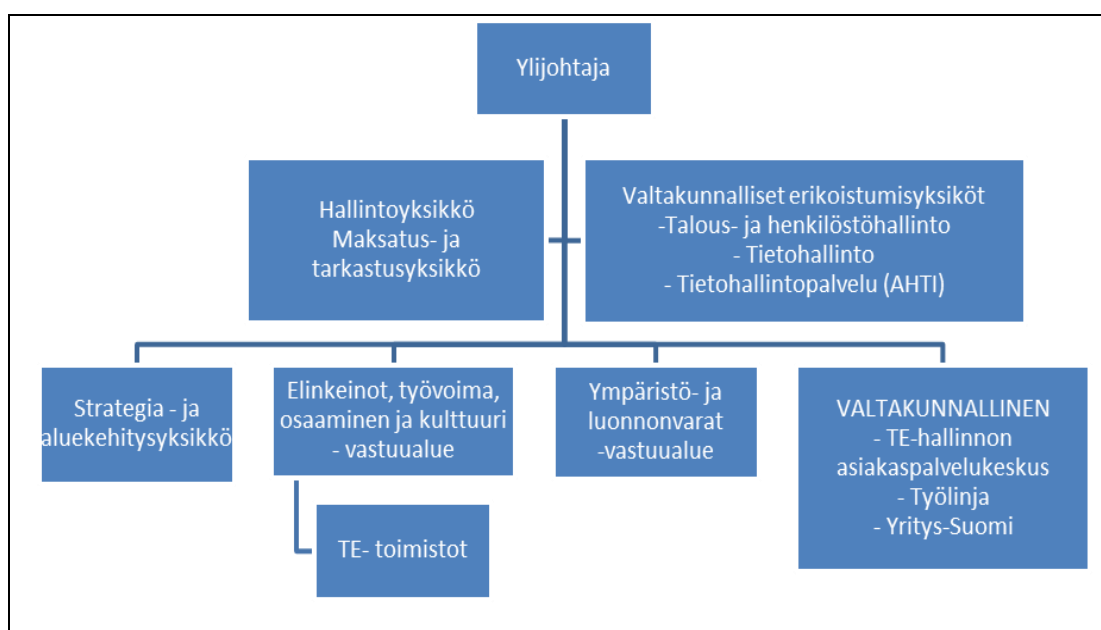 Ylijohtaja
Hallintoyksikkö
Maksatus- ja
tarkastusyksikkö
Valtakunnalliset erikoistumisyksiköt
-Talous- ja henkilöstöhallinto
- Tietohallinto
- Tietohallintopalvelu (AHTI)
Strategia - ja
aluekehitysyksikkö
Elinkeinot, työvoima,
osaaminen ja kulttuuri
- vastuualue
Ympäristö- ja
luonnonvarat
-vastuualue
VALTAKUNNALLINEN
- TE-hallinnon
asiakaspalvelukeskus
- Työlinja
- Yritys-Suomi
TE- toimistot